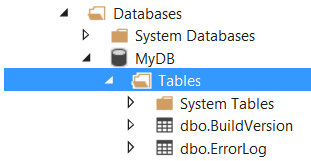 Databases
System Databases
MyDB
Tables
System Tables
dbo.BuildVersion
dbo.ErrorLog